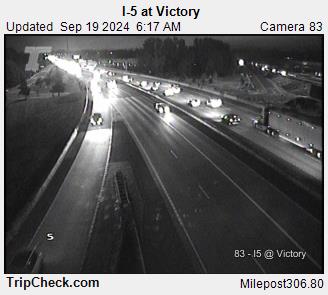 I-5 at Victory
Updated Sep 19 2024 6:17 AM Camera 83
S
83 - I5 @ Victory
TripCheck.com Milepost306.80